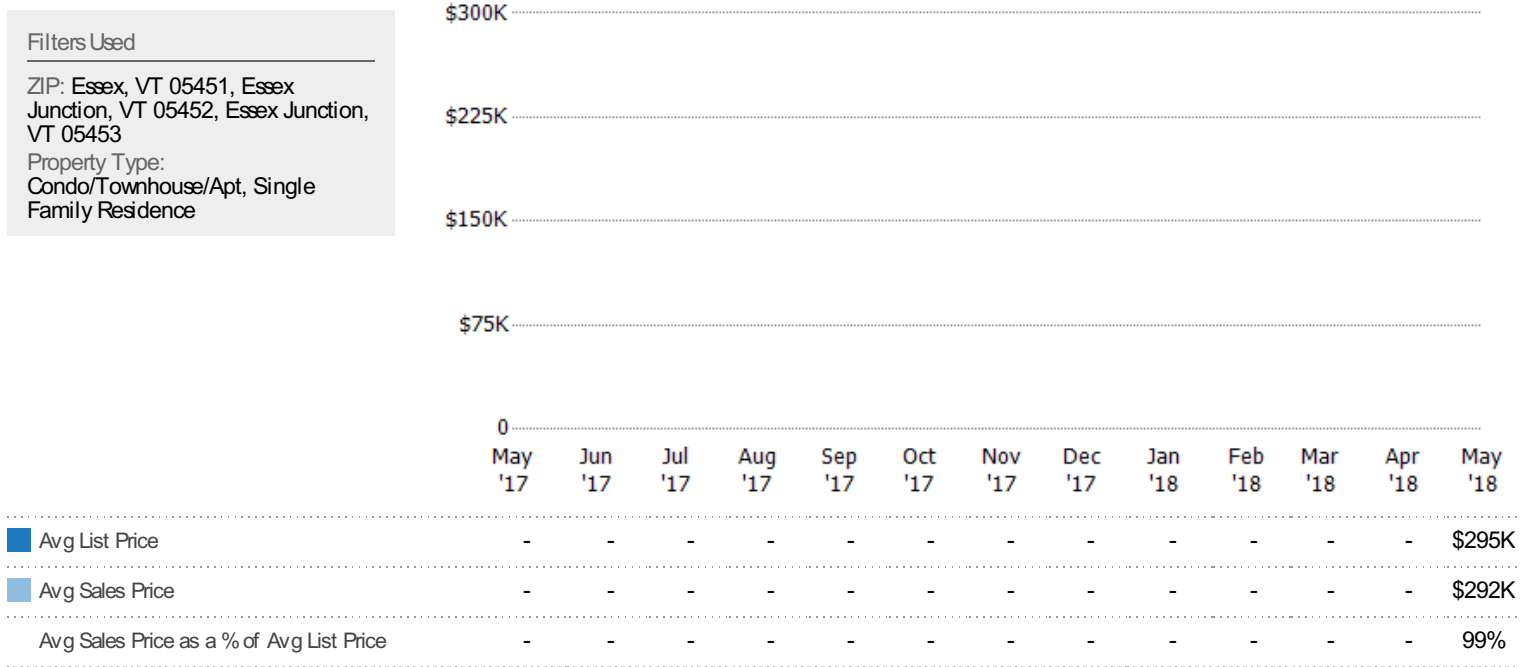 Filters Used
ZIP: Essex, VT 05451, Essex
Junction, VT 05452, Essex Junction,
VT 05453
Property Type:
Condo/Townhouse/Apt, Single
Family Residence
$300K
$225K
$150K
$75K
0
May Jun Jul Aug Sep Oct Nov Dec Jan Feb Mar Apr May
'17 '17 '17 '17 '17 '17 '17 '17 '18 '18 '18 '18 '18
Avg List Price - - - - - - - - - - - - $295K
Avg Sales Price - - - - - - - - - - - - $292K
Avg Sales Price as a % of Avg List Price - - - - - - - - - - - - 99%